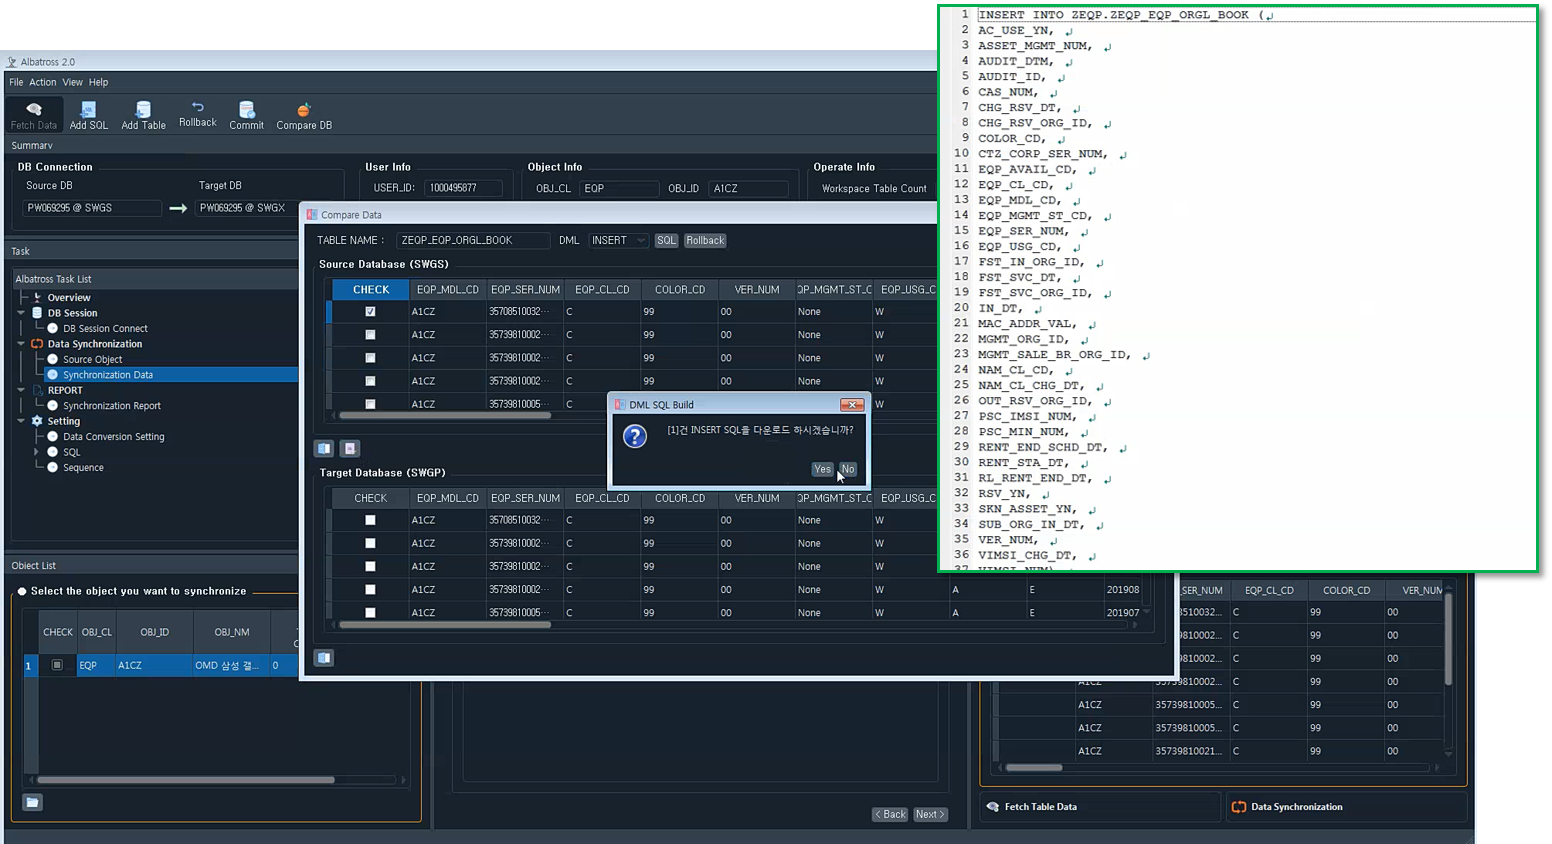 Albatross 2.0
File Action View Help
Fetch Data Add SQL Add Table Rollback Commit Compare DB
Summary
DB Connection
Source DB Target DB
PW069295 @ SWGS PW069295 @ SWGX
User Info
USER_ID: 1000495877
Object Info
OBJ_CL EQP OBJ_ID A1CZ
Operate Info
Workspace Table Count
Task
Albatross Task List
Overview
DB Session
DB Session Connect
Data Synchronization
Source Object
Synchronization Data
REPORT
Synchronization Report
Setting
Data Conversion Setting
SQL
Sequence
Object List
Select the object you want to synchronize
CHECK OBJ_CL OBJ_ID OBJ_NM
1 EQP A1CZ OMD 삼성 갤... 0
Compare Data
TABLE NAME : ZEQP_EQP_ORGL_BOOK DML INSERT SQL Rollback
Source Database (SWGS)
CHECK EQP_MDL_CD EQP_SER_NUM EQP_CL_CD COLOR_CD VER_NUM QP_MGMT_ST_C EQP_USG_C
A1CZ 35708510032... C 99 00 None W
A1CZ 35739810002... C 99 00 None W
A1CZ 35739810002... C 99 00 None W
A1CZ 35739810002... C 99 00 None W
A1CZ 35739810005... C 99 W
DML SQL Build
[1]건 INSERT SQL을 다운로드 하시겠습니까?
Yes No
Target Database (SWGP)
CHECK EQP_MDL_CD EQP_SER_NUM EQP_CL_CD COLOR_CD VER_NUM QP_MGMT_ST_C EQP_USG_C
A1CZ 35708510032... C 99 00 None W
A1CZ 35739810002... C 99 00 None W
A1CZ 35739810002... C 99 00 None W
A1CZ 35739810002... C 99 00 None W A E 201908
A1CZ 35739810005... C 99 00 None W A E 201907
< Back Next >
1 INSERT INTO ZEQP.ZEQP_EQP_ORGL_BOOK (
2 AC_USE_YN,
3 ASSET_MGMT_NUM,
4 AUDIT_DTM,
5 AUDIT_ID,
6 CAS_NUM,
7 CHG_RSV_DT,
8 CHG_RSV_ORG_ID,
9 COLOR_CD,
10 CTZ_CORP_SER_NUM,
11 EQP_AVAIL_CD,
12 EQP_CL_CD,
13 EQP_MDL_CD,
14 EQP_MGMT_ST_CD,
15 EQP_SER_NUM,
16 EQP_USG_CD,
17 FST_IN_ORG_ID,
18 FST_SVC_DT,
19 FST_SVC_ORG_ID,
20 IN_DT,
21 MAC_ADDR_VAL,
22 MGMT_ORG_ID,
23 MGMT_SALE_BR_ORG_ID,
24 NAM_CL_CD,
25 NAM_CL_CHG_DT,
26 OUT_RSV_ORG_ID,
27 PSC_IMSI_NUM,
28 PSC_MIN_NUM,
29 RENT_END_SCHD_DT,
30 RENT_STA_DT,
31 RL_RENT_END_DT,
32 RSV_YN,
33 SKN_ASSET_YN,
34 SUB_ORG_IN_DT,
35 VER_NUM,
36 VIMSI_CHG_DT,
37 VIMSI_NUM)
_SER_NUM EQP_CL_CD COLOR_CD VER_NUM
8510032... C 99 00
9810002... C 99 00
9810002... C 99 00
A1CZ 9810002... C 99 00
A1CZ 35739810005... C 99 00
A1CZ 35739810005... C 99 00
A1CZ 35739810021... C 99 00
Fetch Table Data Data Synchronization